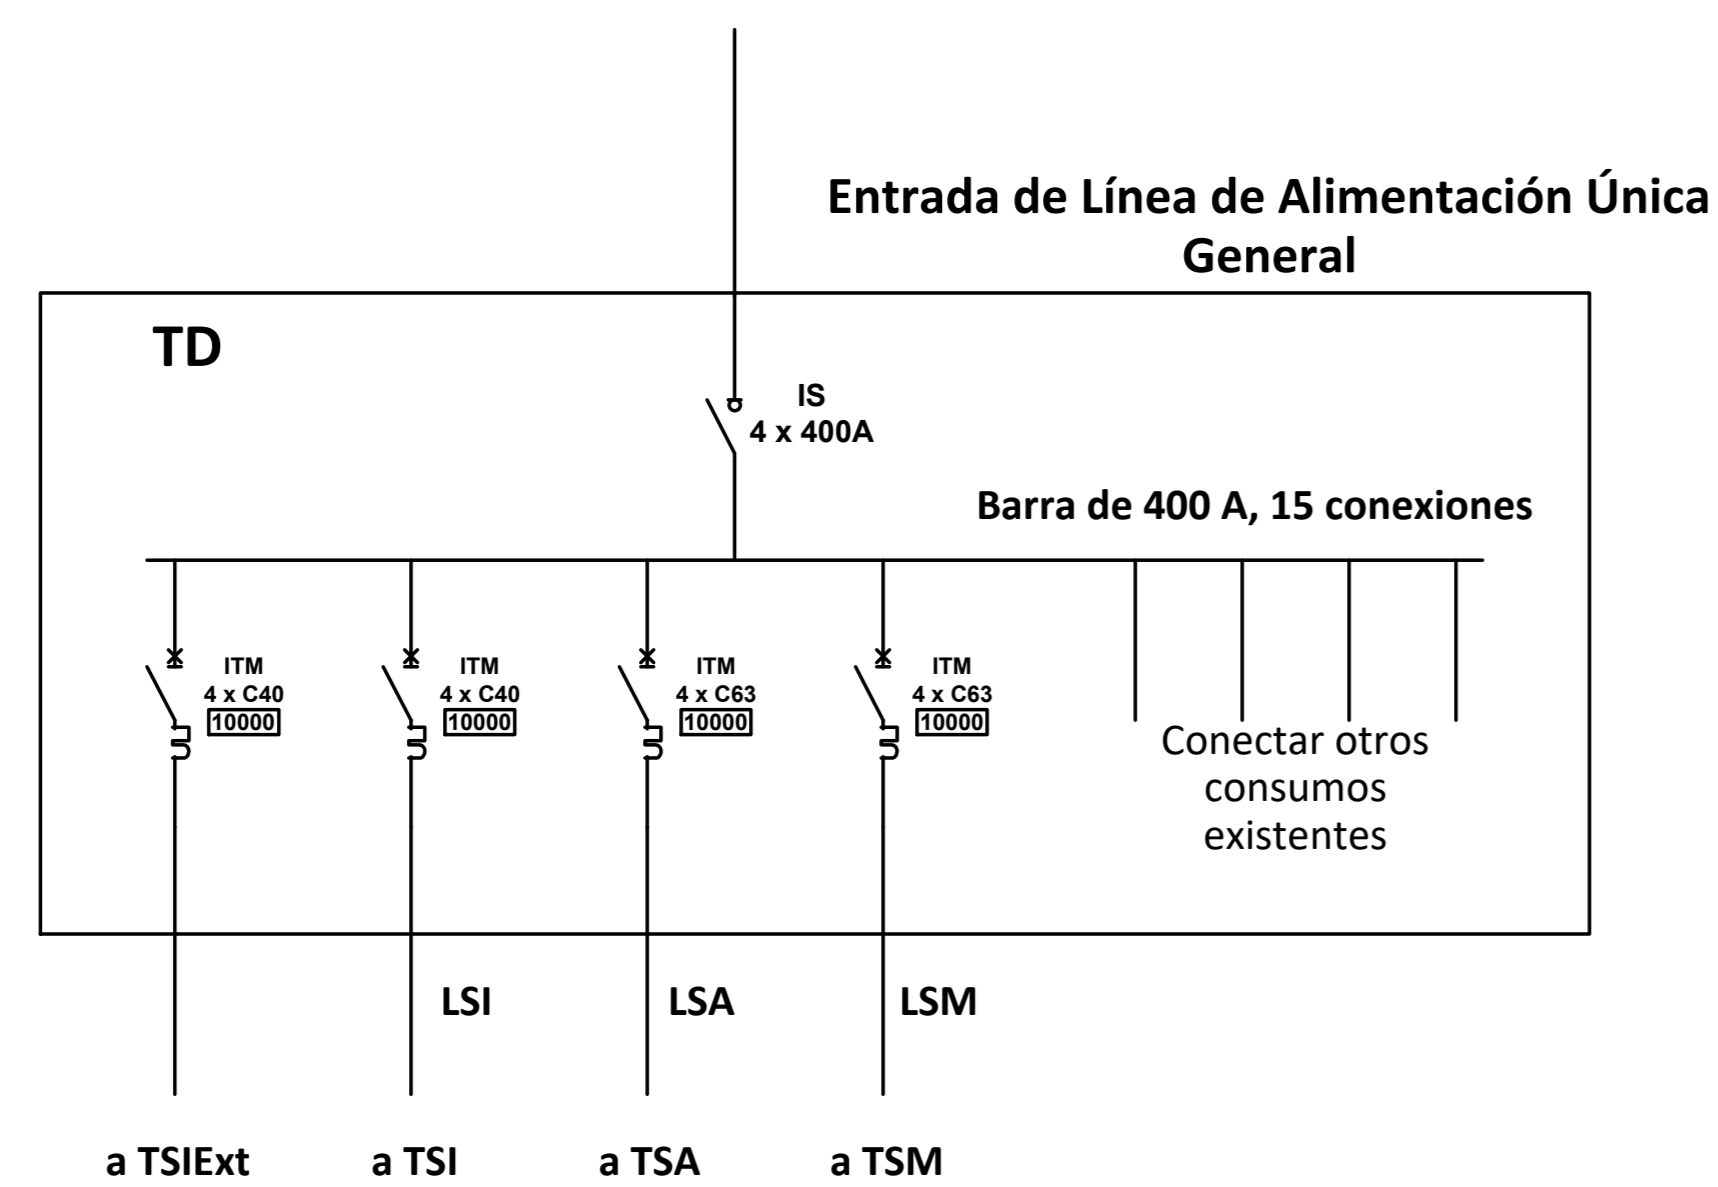 Entrada de Línea de Alimentación Única
General
TD
IS
4 x 400A
Barra de 400 A, 15 conexiones
ITM
4 x C40
10000
ITM
4 x C40
10000
ITM
4 x C63
10000
ITM
4 x C63
10000
Conectar otros
consumos
existentes
LSI
LSA
LSM
a TSIExt
a TSI
a TSA
a TSM